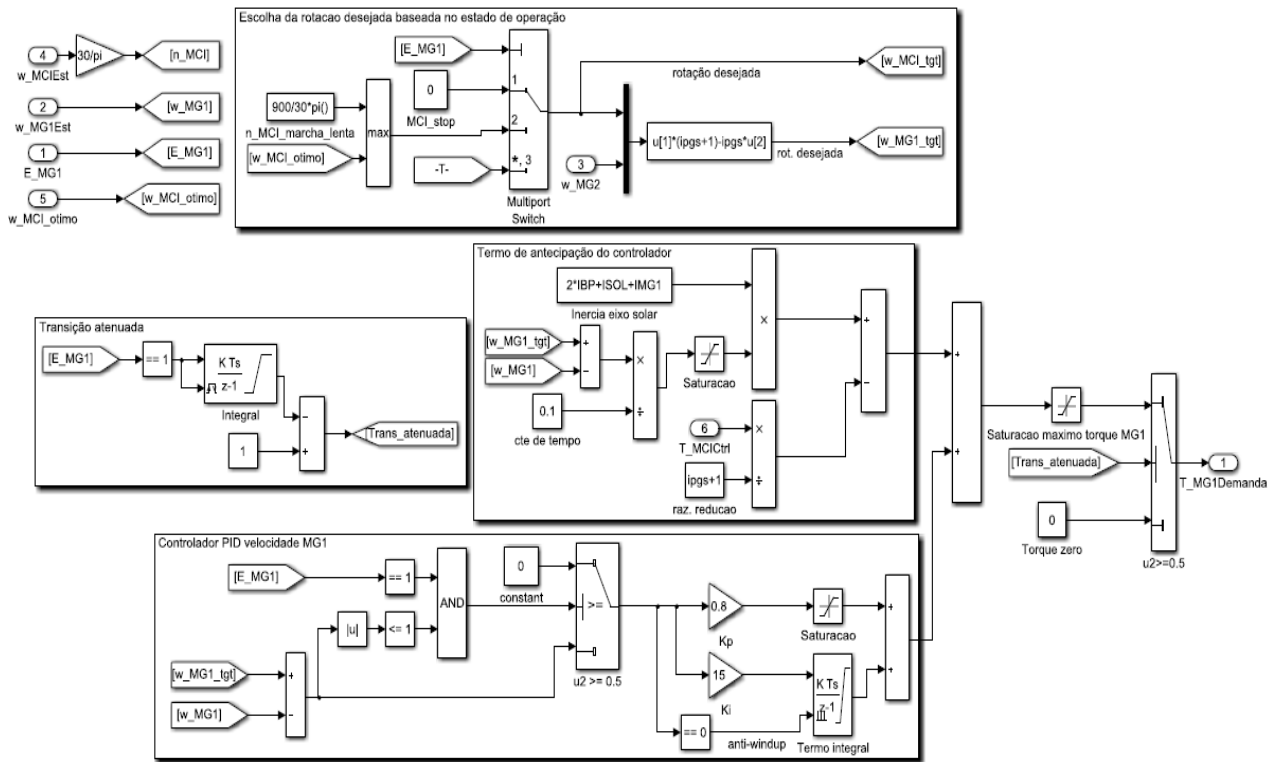 Escolha da rotacao desejada baseada no estado de operação
4
w_MCIEst
30/pi
[n_MCI]
2
w_MG1Est
[w_MG1]
1
E_MG1
[E_MG1]
5
w_MCI_otimo
[w_MCI_otimo]
[E_MG1]
0
MCI_stop
900/30*pi()
n_MCI_marcha_lenta
[w_MCI_otimo]
max
-T-
1
2
*, 3
Multiport
Switch
rotação desejada
3
w_MG2
u[1]*(ipgs+1)-ipgs*u[2]
rot. desejada
[w_MCI_tgt]
[w_MG1_tgt]
Transição atenuada
[E_MG1]
== 1
K Ts
z-1
Integral
1
-
+
[Trans_atenuada]
Termo de antecipação do controlador
2*IBP+ISOL+IMG1
Inercia eixo solar
[w_MG1_tgt]
[w_MG1]
+
-
0.1
cte de tempo
×
÷
Saturacao
×
6
T_MCICtrl
ipgs+1
raz. reducao
×
÷
+
-
+
+
Saturacao maximo torque MG1
[Trans_atenuada]
0
Torque zero
u2>=0.5
1
T_MG1Demanda
Controlador PID velocidade MG1
[E_MG1]
== 1
|u|
<= 1
AND
[w_MG1_tgt]
[w_MG1]
+
-
0
constant
>=
u2 >= 0.5
0.8
Kp
Saturacao
15
Ki
== 0
anti-windup
K Ts
z-1
Termo integral
+
+